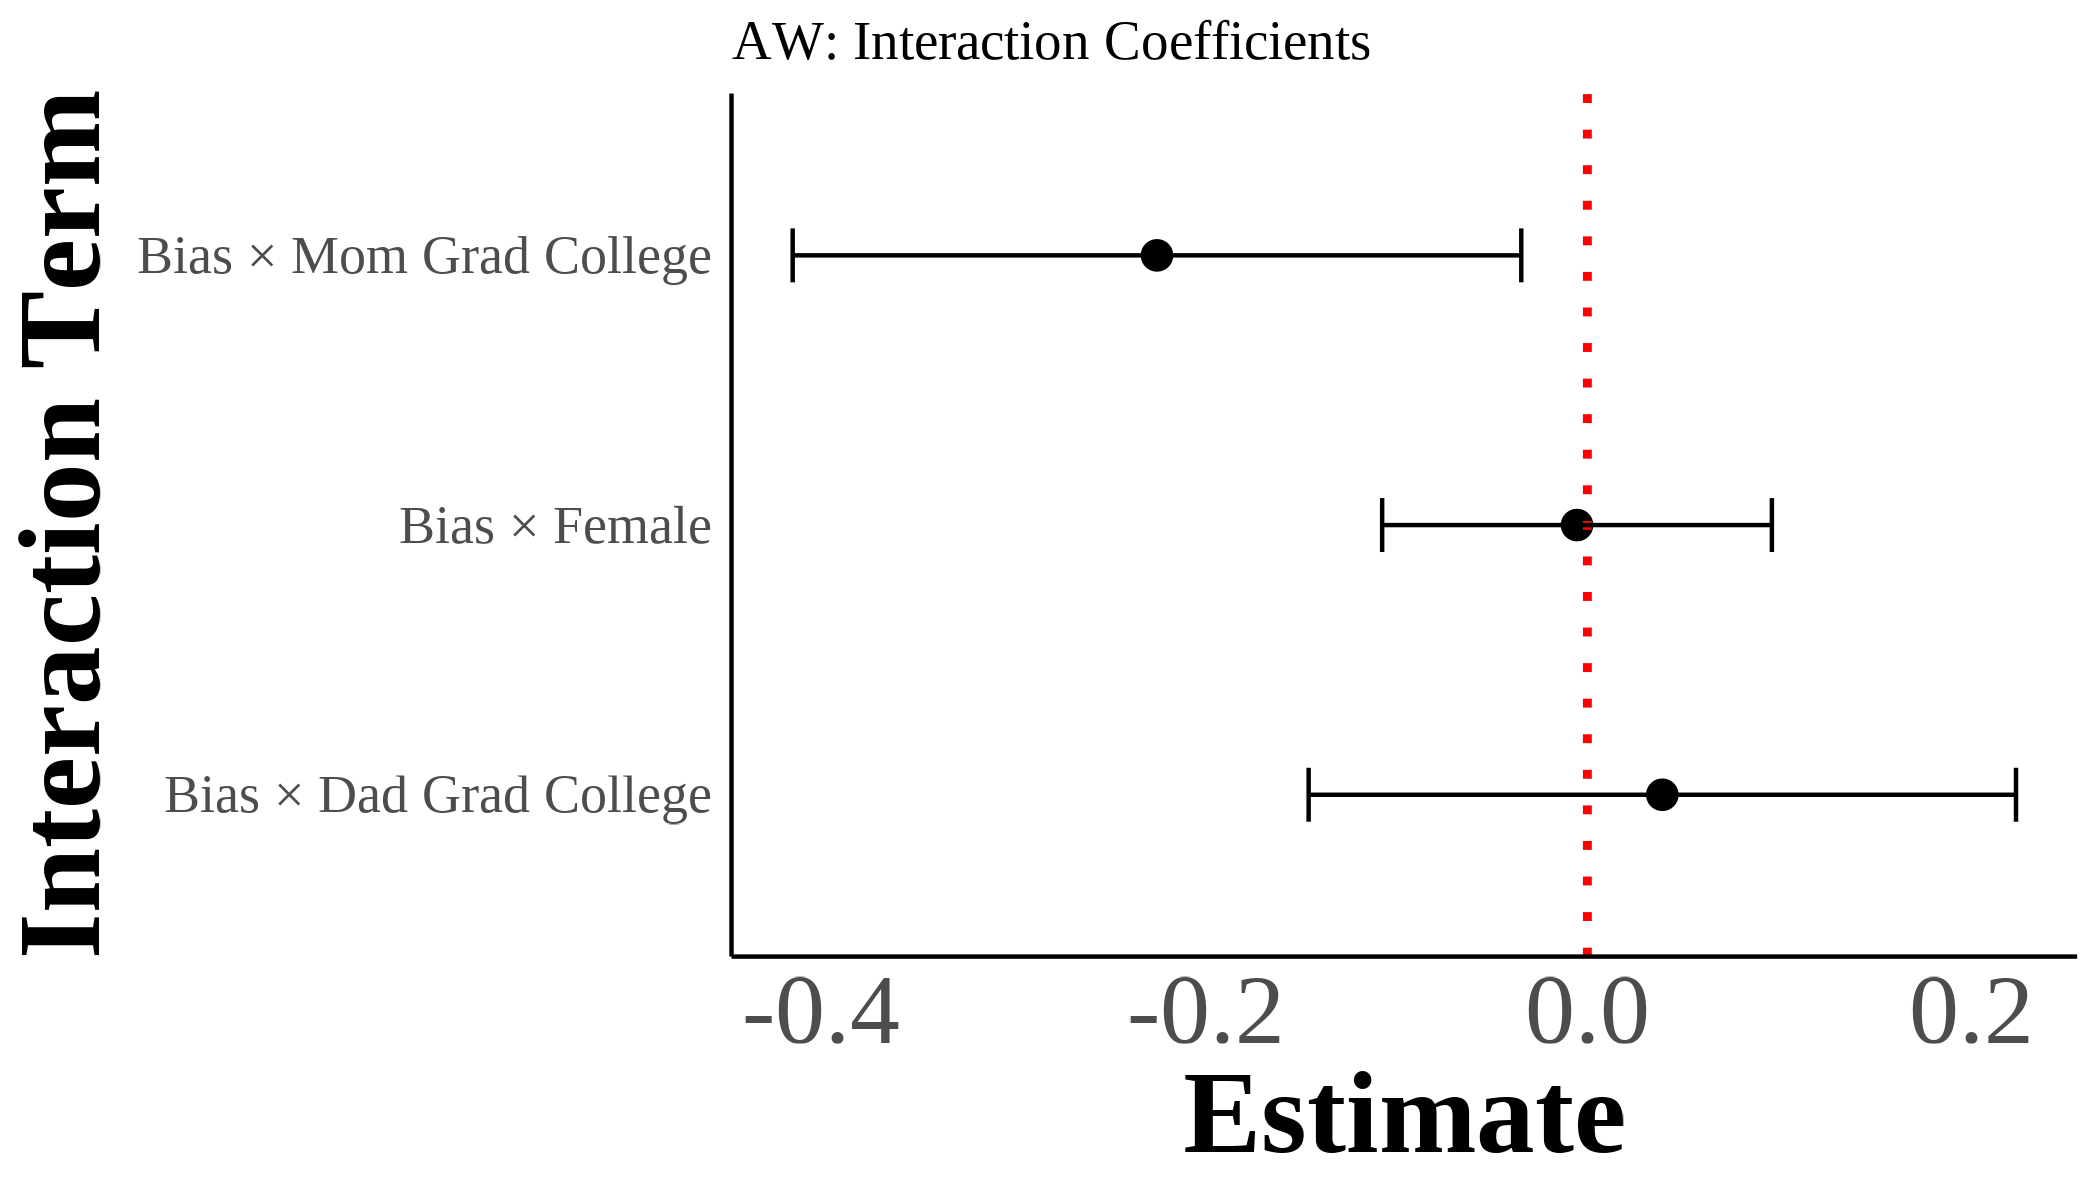 AW: Interaction Coefficients
Interaction Term
Bias × Mom Grad College
Bias × Female
Bias × Dad Grad College
-0.4
-0.2
0.0
0.2
Estimate